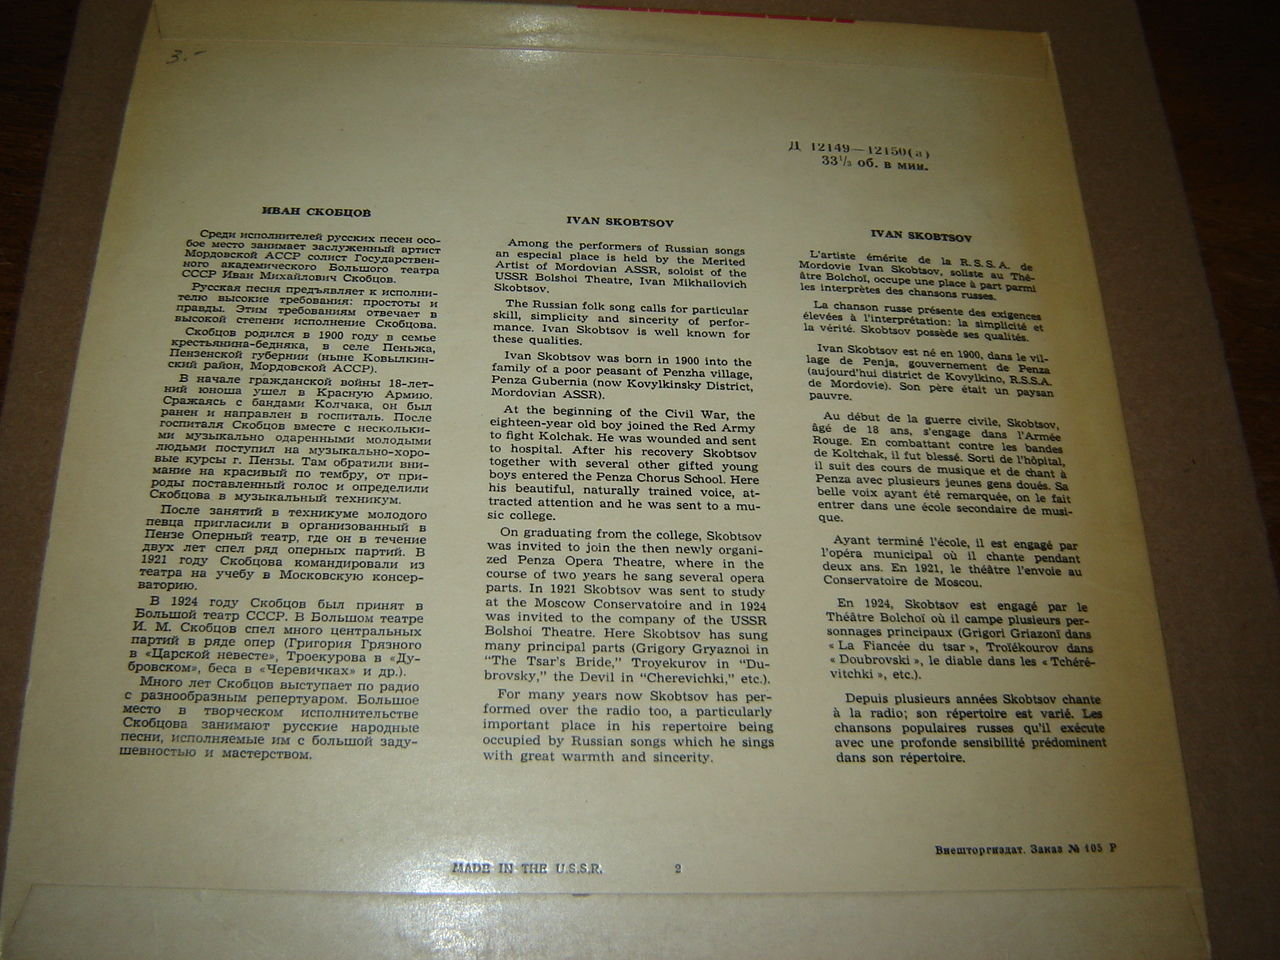 3.-
Д 12149—12150(а)
33⅓ об. в мин.
ИВАН СКОБЦОВ
Среди исполнителей русских песен осо-
бое место занимает заслуженный артист
Мордовской АССР солист Государствен-
ного академического Большого театра
СССР Иван Михайлович Скобцов.
Русская песня предъявляет к исполни-
телю высокие требования: простоты и
правды. Этим требованиям отвечает в
высокой степени исполнение Скобцова.
Скобцов родился в 1900 году в семье
крестьянина-бедняка, в селе Пеньжа,
Пензенской губернии (ныне Ковылкин-
ский район, Мордовской АССР).
В начале гражданской войны 18-лет-
ний юноша ушел в Красную Армию.
Сражаясь с бандами Колчака, он был
ранен и направлен в госпиталь. После
госпиталя Скобцов вместе с нескольки-
ми музыкально одаренными молодыми
людьми поступил на музыкально-хоро-
вые курсы г. Пензы. Там обратили вни-
мание на красивый по тембру, от при-
роды поставленный голос и определили
Скобцова в музыкальный техникум.
После занятий в техникуме молодого
певца пригласили в организованный в
Пензе Оперный театр, где он в течение
двух лет спел ряд оперных партий. В
1921 году Скобцова командировали из
театра на учебу в Московскую консер-
ваторию.
В 1924 году Скобцов был принят в
Большой театр СССР. В Большом театре
И. М. Скобцов спел много центральных
партий в ряде опер (Григория Грязного
в «Царской невесте», Троекурова в «Ду-
бровском», беса в «Черевичках» и др.).
Много лет Скобцов выступает по радио
с разнообразным репертуаром. Большое
место в творческом исполнительстве
Скобцова занимают русские народные
песни, исполняемые им с большой заду-
шевностью и мастерством.
IVAN SKOBTSOV
Among the performers of Russian songs
an especial place is held by the Merited
Artist of Mordovian ASSR, soloist of the
USSR Bolshoi Theatre, Ivan Mikhailovich
Skobtsov.
The Russian folk song calls for particular
skill, simplicity and sincerity of perfor-
mance. Ivan Skobtsov is well known for
these qualities.
Ivan Skobtsov was born in 1900 into the
family of a poor peasant of Penzha village,
Penza Gubernia (now Kovylkinsky District,
Mordovian ASSR).
At the beginning of the Civil War, the
eighteen-year old boy joined the Red Army
to fight Kolchak. He was wounded and sent
to hospital. After his recovery Skobtsov
together with several other gifted young
boys entered the Penza Chorus School. Here
his beautiful, naturally trained voice, at-
tracted attention and he was sent to a mu-
sic college.
On graduating from the college, Skobtsov
was invited to join the then newly organi-
zed Penza Opera Theatre, where in the
course of two years he sang several opera
parts. In 1921 Skobtsov was sent to study
at the Moscow Conservatoire and in 1924
was invited to the company of the USSR
Bolshoi Theatre. Here Skobtsov has sung
many principal parts (Grigory Gryaznoi in
"The Tsar's Bride," Troyekurov in "Du-
brovsky," the Devil in "Cherevichki," etc.).
For many years now Skobtsov has per-
formed over the radio too, a particularly
important place in his repertoire being
occupied by Russian songs which he sings
with great warmth and sincerity.
IVAN SKOBTSOV
L'artiste émérite de la R.S.S.A. de
Mordovie Ivan Skobtsov, soliste au Thé-
âtre Bolchoï, occupe une place à part parmi
les interprètes des chansons russes.
La chanson russe présente des exigences
élevées à l'interprétation: la simplicité et
la vérité. Skobtsov possède ses qualités.
Ivan Skobtsov est né en 1900, dans le vil-
lage de Penja, gouvernement de Penza
(aujourd'hui district de Kovylkino, R.S.S.A.
de Mordovie). Son père était un paysan
pauvre.
Au début de la guerre civile, Skobtsov,
âgé de 18 ans, s'engage dans l'Armée
Rouge. En combattant contre les bandes
de Koltchak, il fut blessé. Sorti de l'hôpital,
il suit des cours de musique et de chant à
Penza avec plusieurs jeunes gens doués. Sa
belle voix ayant été remarquée, on le fait
entrer dans une école secondaire de musi-
que.
Ayant terminé l'école, il est engagé par
l'opéra municipal où il chante pendant
deux ans. En 1921, le théâtre l'envoie au
Conservatoire de Moscou.
En 1924, Skobtsov est engagé par le
Théâtre Bolchoï où il campe plusieurs per-
sonnages principaux (Grigori Griaznoï dans
« La Fiancée du tsar », Troïékourov dans
« Doubrovski », le diable dans les « Tchéré-
vitchki », etc.).
Depuis plusieurs années Skobtsov chante
à la radio; son répertoire est varié. Les
chansons populaires russes qu'il exécute
avec une profonde sensibilité prédominent
dans son répertoire.
Внешторгиздат. Заказ № 105 Р
MADE IN THE U.S.S.R. 2